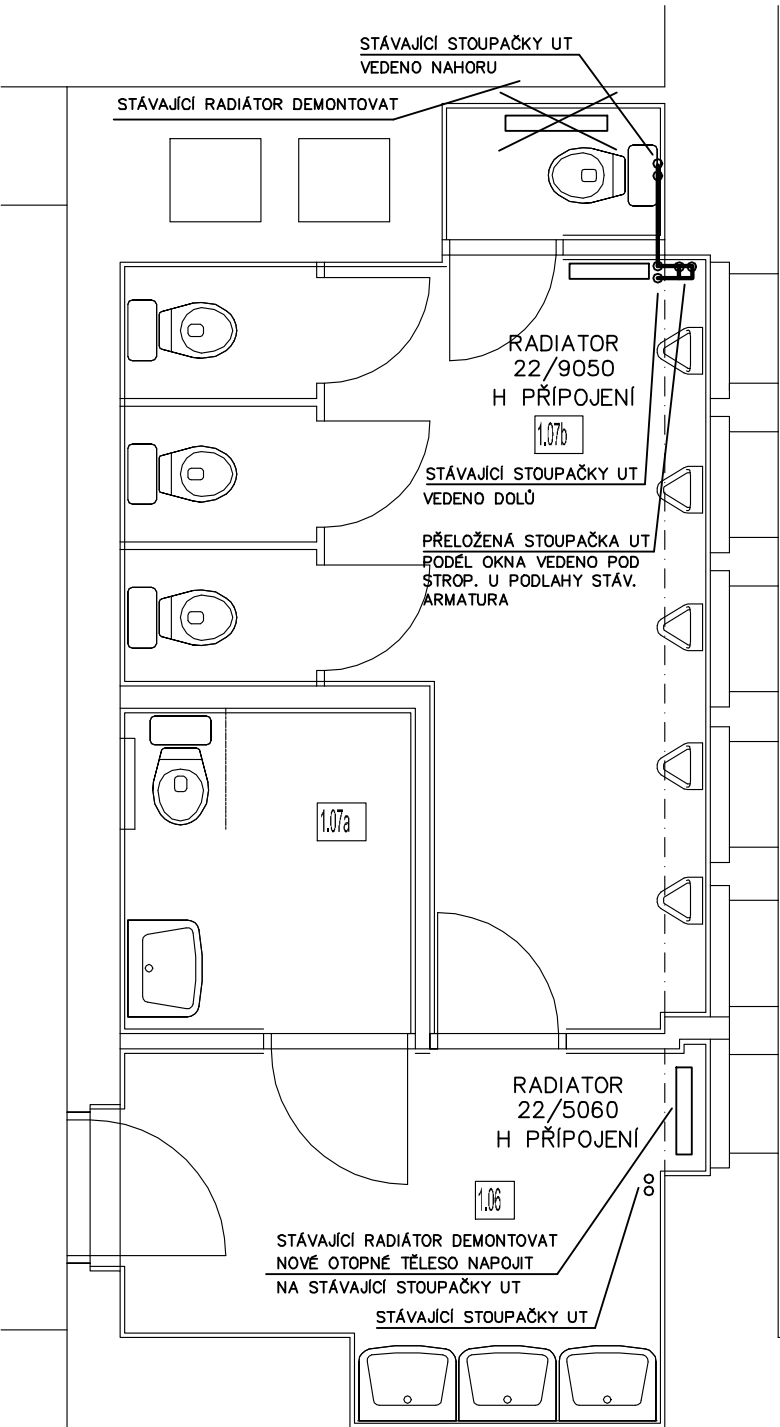 STÁVAJÍCÍ STOUPAČKY UT
VEDENO NAHORU
STÁVAJÍCÍ RADIÁTOR DEMONTOVAT
RADIATOR
22/9050
H PŘÍPOJENÍ
1.07b
STÁVAJÍCÍ STOUPAČKY UT
VEDENO DOLŮ
PŘELOŽENÁ STOUPAČKA UT
PODÉL OKNA VEDENO POD
STROP. U PODLAHY STÁV.
ARMATURA
1.07a
RADIATOR
22/5060
H PŘÍPOJENÍ
1.06
STÁVAJÍCÍ RADIÁTOR DEMONTOVAT
NOVÉ OTOPNÉ TĚLESO NAPOJIT
NA STÁVAJÍCÍ STOUPAČKY UT
STÁVAJÍCÍ STOUPAČKY UT